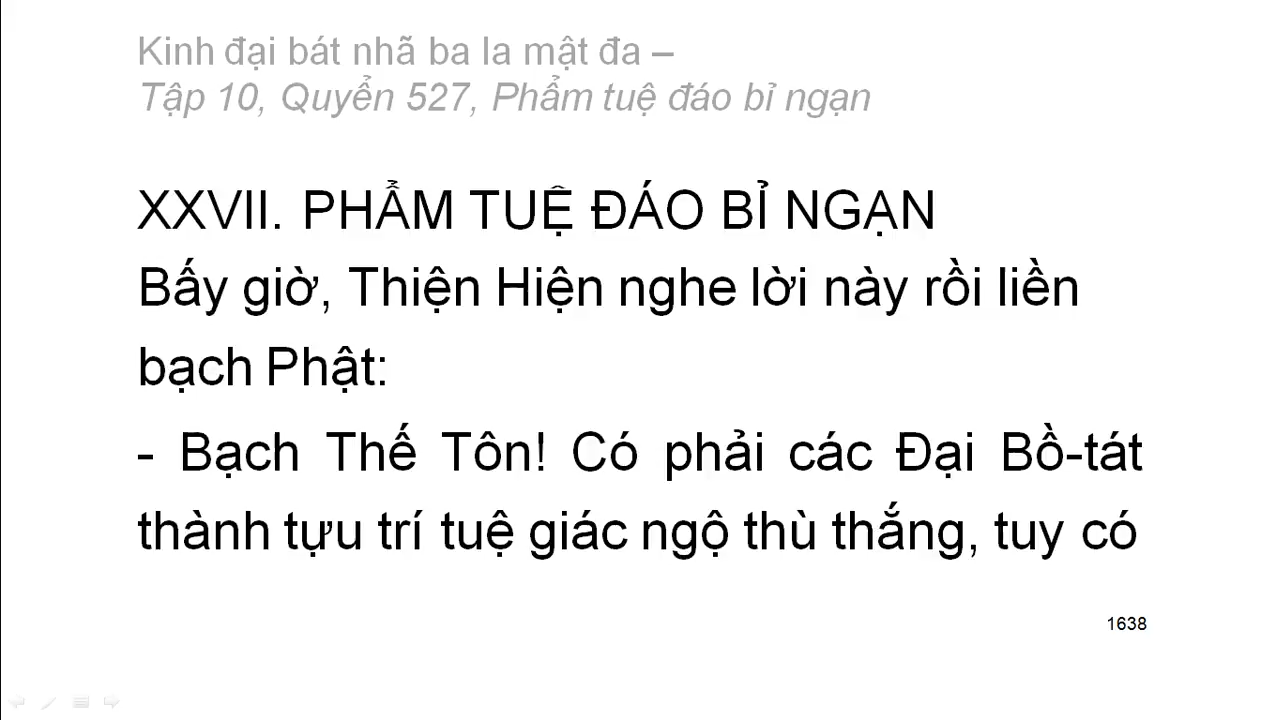 Kinh đại bát nhã ba la mật đa –
Tập 10, Quyển 527, Phẩm tuệ đáo bỉ ngạn
XXVII. PHẨM TUỆ ĐÁO BỈ NGẠN
Bấy giờ, Thiện Hiện nghe lời này rồi liền
bạch Phật:
- Bạch Thế Tôn! Có phải các Đại Bồ-tát
thành tựu trí tuệ giác ngộ thù thắng, tuy có
1638